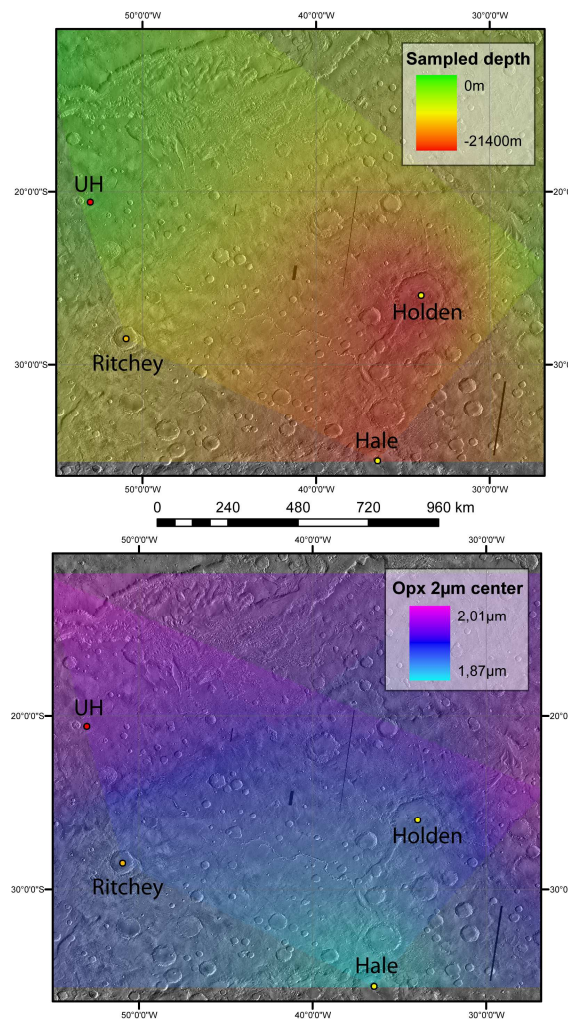 50°0'0"W 40°0'0"W 30°0'0"W
Sampled depth
0m
-21400m
20°0'0"S
20°0'0"S
UH
Holden
Ritchey
30°0'0"S
30°0'0"S
Hale
50°0'0"W 40°0'0"W 30°0'0"W
0 240 480 720 960 km
50°0'0"W 40°0'0"W 30°0'0"W
Opx 2µm center
2,01µm
1,87µm
20°0'0"S
20°0'0"S
UH
Holden
Ritchey
30°0'0"S
30°0'0"S
Hale
50°0'0"W 40°0'0"W 30°0'0"W